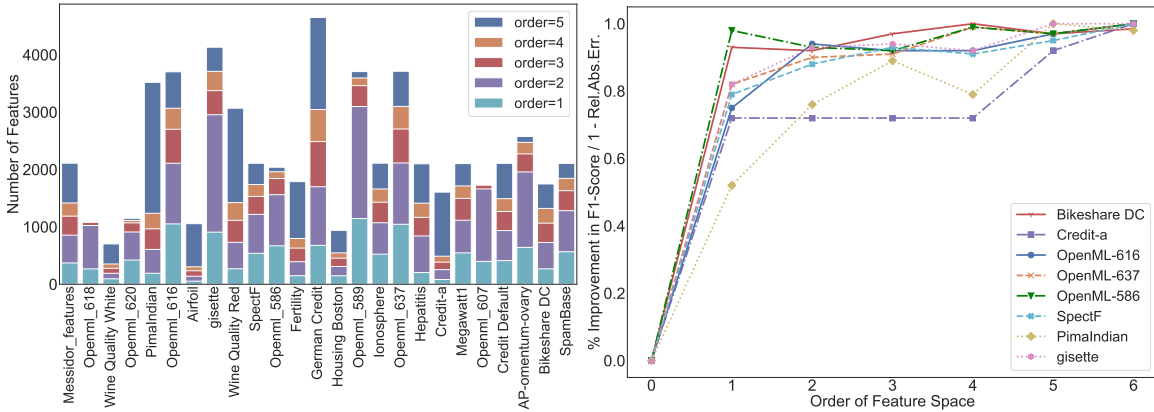 Number of Features
4000
3000
2000
1000
0
order=5
order=4
order=3
order=2
order=1
Messidor_features
Openml_618
Wine Quality White
Openml_620
PimaIndian
Openml_616
Airfoil
gisette
Wine Quality Red
SpectF
Openml_586
Fertility
German Credit
Housing Boston
Openml_589
Ionosphere
Openml_637
Hepatitis
Credit-a
Megawatt1
Openml_607
Credit Default
AP-omentum-ovary
Bikeshare DC
SpamBase
% Improvement in F1-Score / 1 - Rel.Abs.Err.
1.0
0.8
0.6
0.4
0.2
0.0
Bikeshare DC
Credit-a
OpenML-616
OpenML-637
OpenML-586
SpectF
PimaIndian
gisette
0 1 2 3 4 5 6
Order of Feature Space